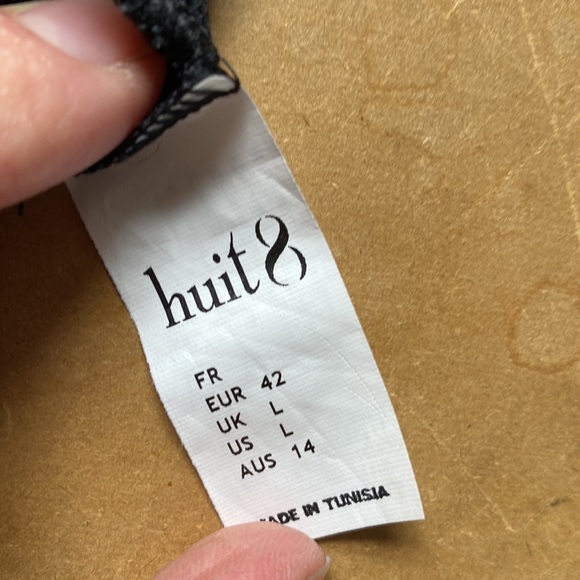 huit8
FR
EUR 42
UK L
US L
AUS 14
MADE IN TUNISIA